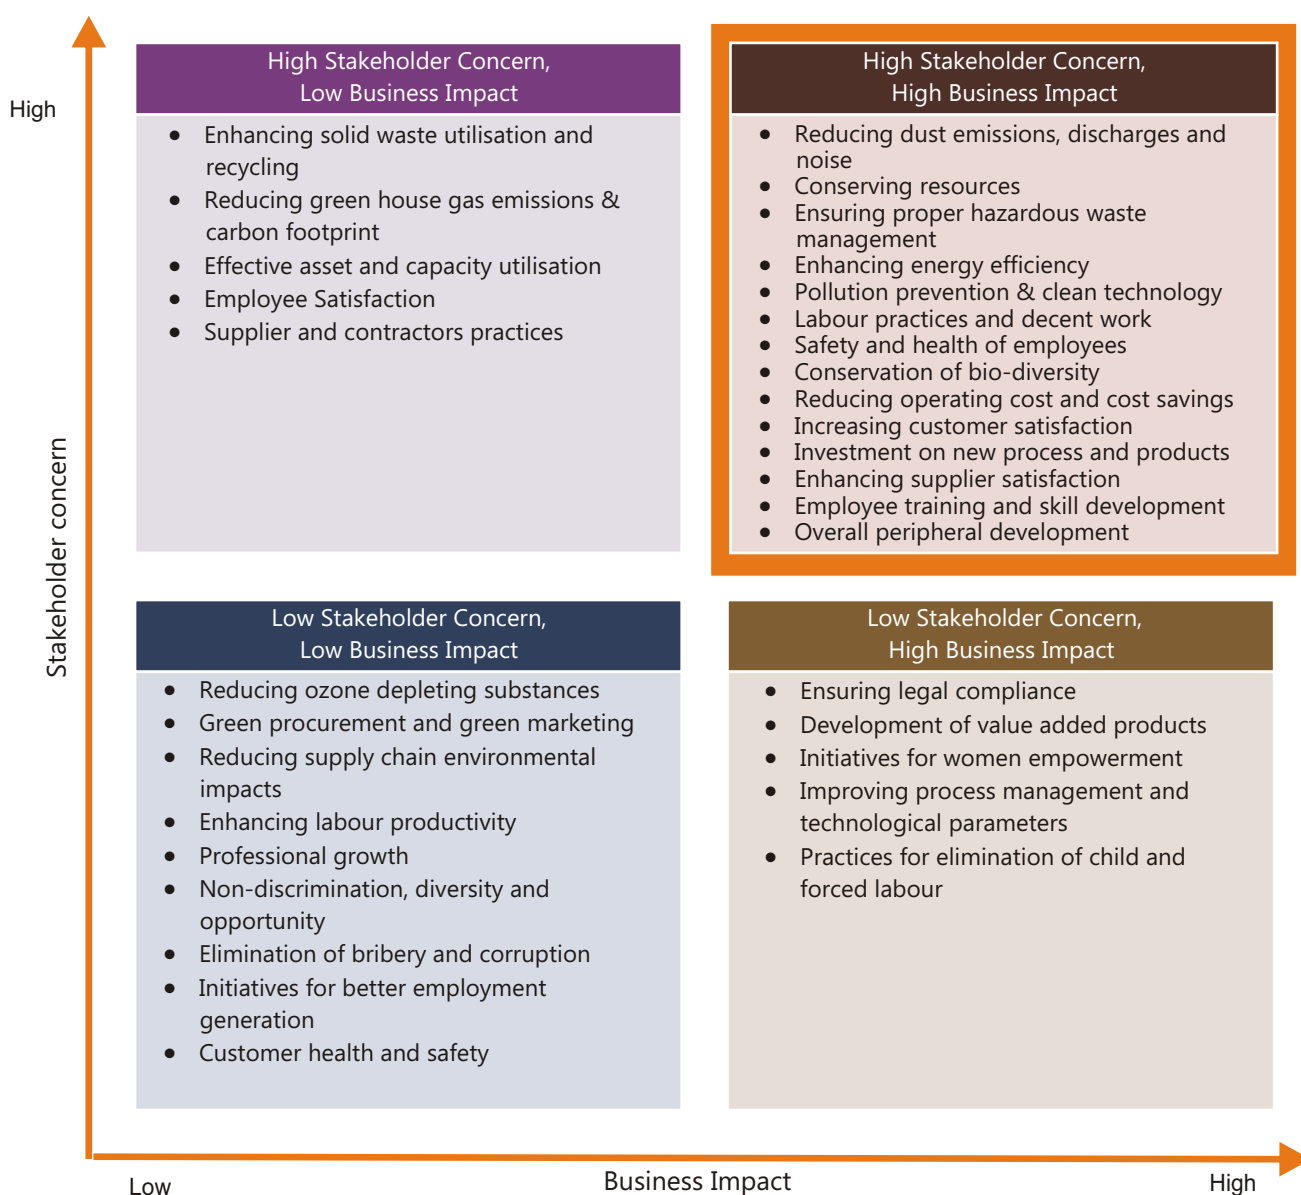 High
Stakeholder concern
High Stakeholder Concern,
Low Business Impact
• Enhancing solid waste utilisation and
recycling
• Reducing green house gas emissions &
carbon footprint
• Effective asset and capacity utilisation
• Employee Satisfaction
• Supplier and contractors practices
High Stakeholder Concern,
High Business Impact
• Reducing dust emissions, discharges and
noise
• Conserving resources
• Ensuring proper hazardous waste
management
• Enhancing energy efficiency
• Pollution prevention & clean technology
• Labour practices and decent work
• Safety and health of employees
• Conservation of bio-diversity
• Reducing operating cost and cost savings
• Increasing customer satisfaction
• Investment on new process and products
• Enhancing supplier satisfaction
• Employee training and skill development
• Overall peripheral development
Low Stakeholder Concern,
Low Business Impact
• Reducing ozone depleting substances
• Green procurement and green marketing
• Reducing supply chain environmental
impacts
• Enhancing labour productivity
• Professional growth
• Non-discrimination, diversity and
opportunity
• Elimination of bribery and corruption
• Initiatives for better employment
generation
• Customer health and safety
Low Stakeholder Concern,
High Business Impact
• Ensuring legal compliance
• Development of value added products
• Initiatives for women empowerment
• Improving process management and
technological parameters
• Practices for elimination of child and
forced labour
Low
Business Impact
High